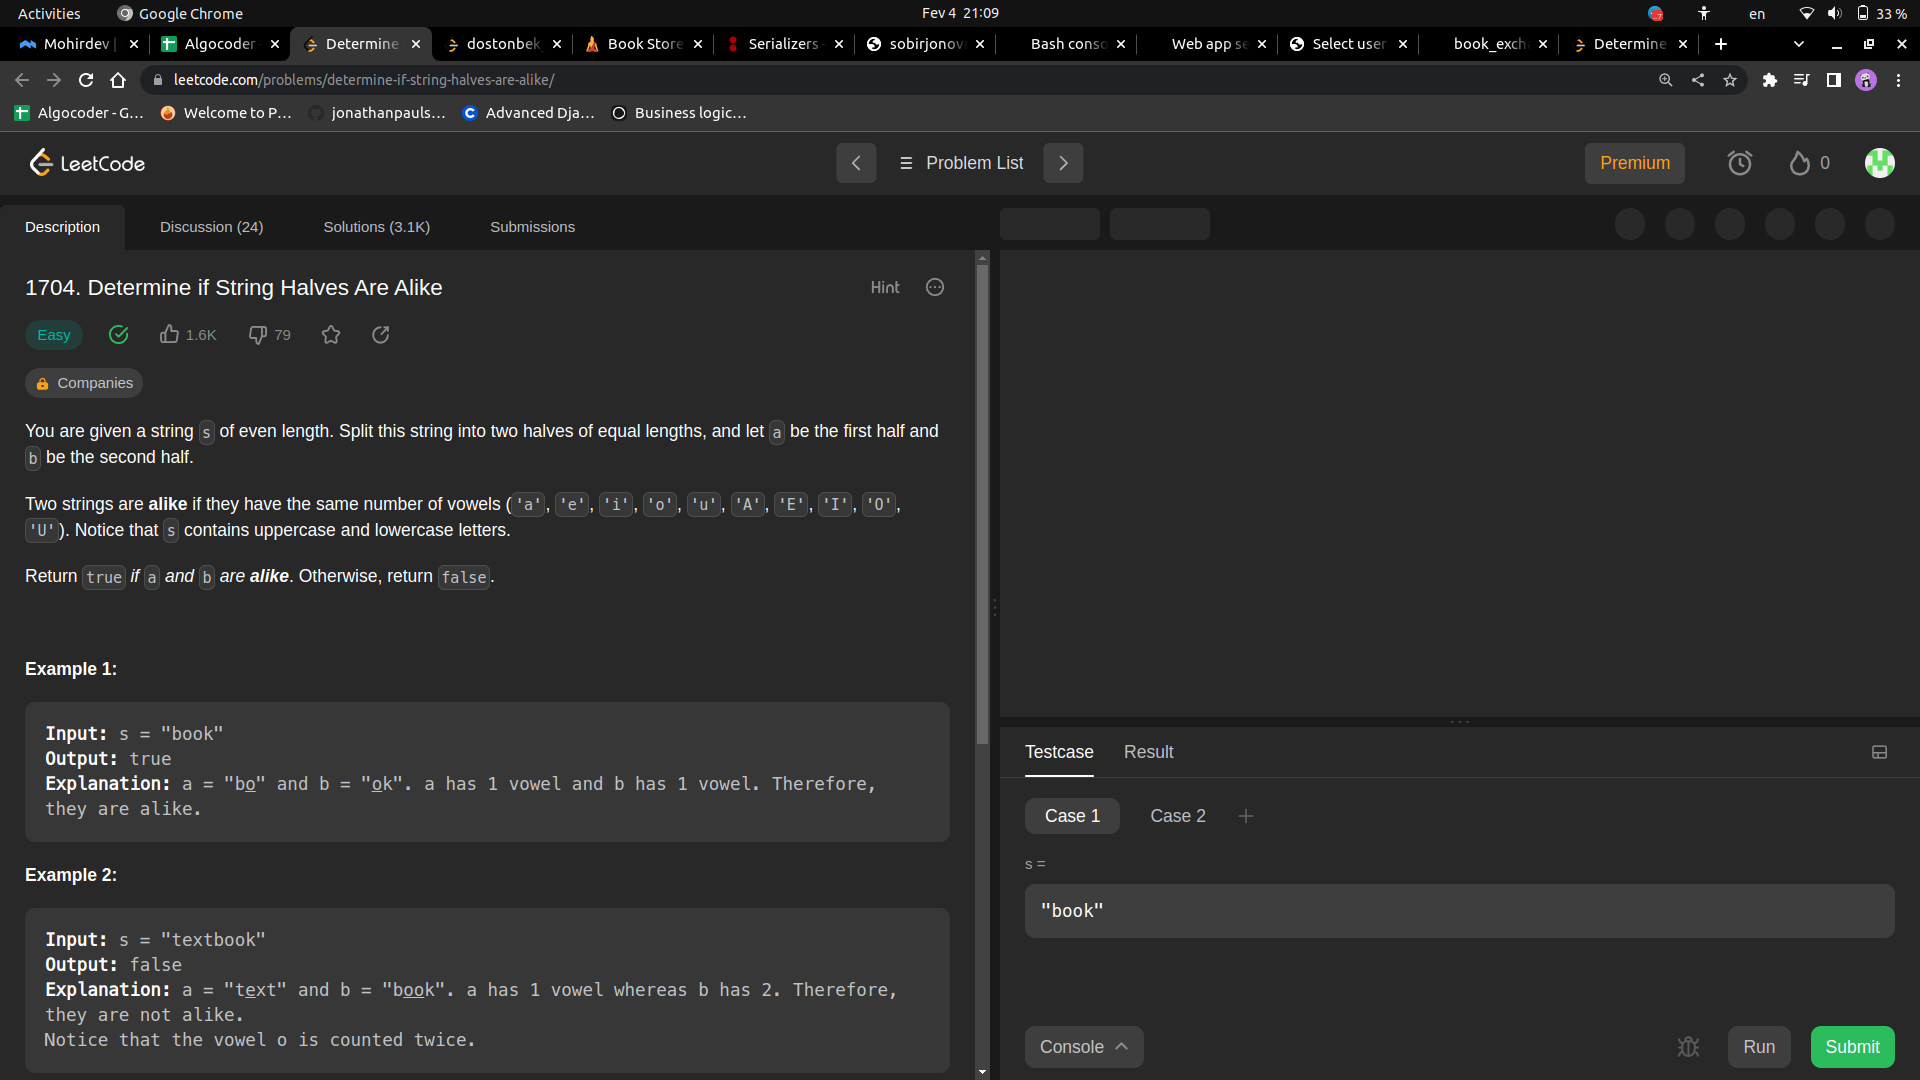 Activities
Google Chrome
Fev 4 21:09
en
33 %
Mohirdev |
Algocoder -
Determine
dostonbek
Book Store
Serializers -
sobirjonov
Bash conso
Web app se
Select user
book_exch
Determine
leetcode.com/problems/determine-if-string-halves-are-alike/
Algocoder - G...
Welcome to P...
jonathanpauls...
Advanced Dja...
Business logic...
LeetCode
Problem List
Premium
0
Description
Discussion (24)
Solutions (3.1K)
Submissions
1704. Determine if String Halves Are Alike
Hint
Easy
1.6K
79
Companies
You are given a string s of even length. Split this string into two halves of equal lengths, and let a be the first half and
b be the second half.
Two strings are alike if they have the same number of vowels ('a', 'e', 'i', 'o', 'u', 'A', 'E', 'I', 'O',
'U'). Notice that s contains uppercase and lowercase letters.
Return true if a and b are alike. Otherwise, return false.
Example 1:
Input: s = "book"
Output: true
Explanation: a = "bo" and b = "ok". a has 1 vowel and b has 1 vowel. Therefore,
they are alike.
Example 2:
Input: s = "textbook"
Output: false
Explanation: a = "text" and b = "book". a has 1 vowel whereas b has 2. Therefore,
they are not alike.
Notice that the vowel o is counted twice.
Testcase
Result
Case 1
Case 2
s =
"book"
Console
Run
Submit